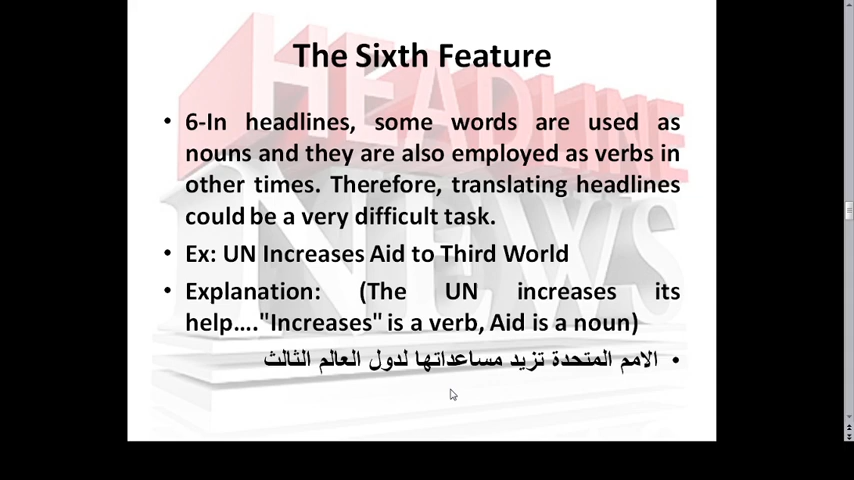 The Sixth Feature
• 6-In headlines, some words are used as
nouns and they are also employed as verbs in
other times. Therefore, translating headlines
could be a very difficult task.
• Ex: UN Increases Aid to Third World
• Explanation: (The UN increases its
help...."Increases" is a verb, Aid is a noun)
• الامم المتحدة تزيد مساعداتها لدول العالم الثالث
HEADLINE
NEWS